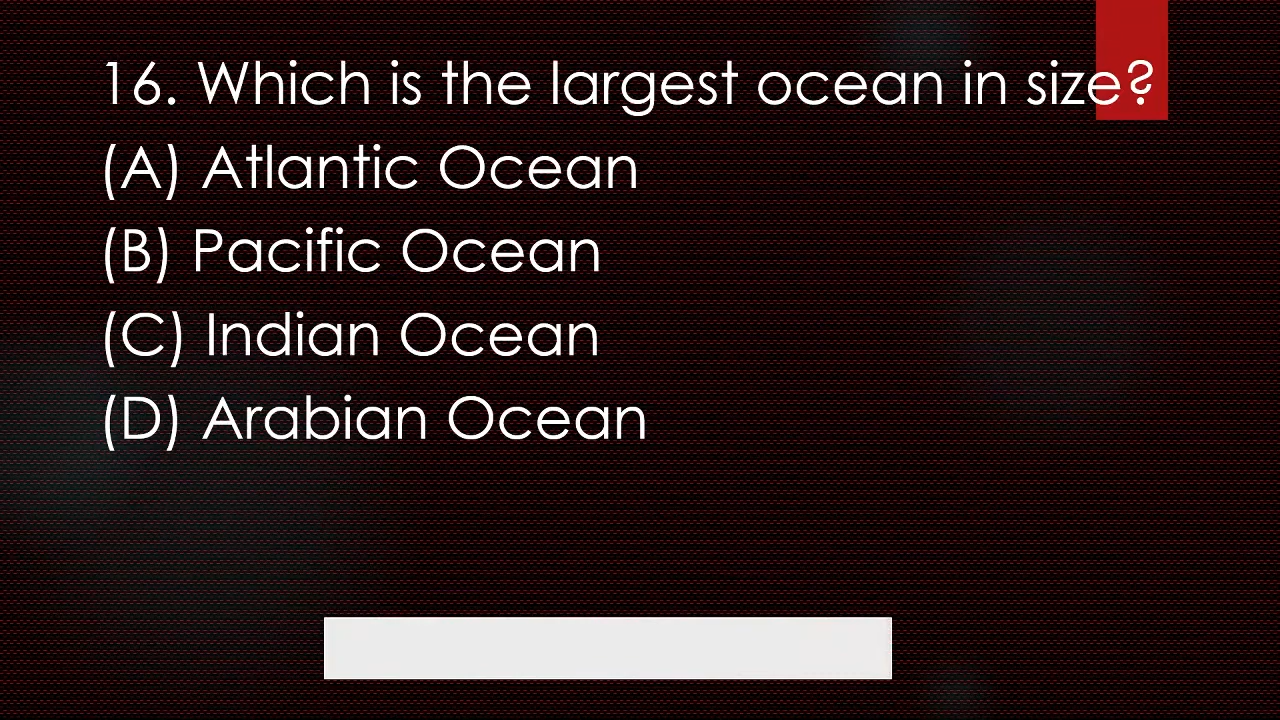 16. Which is the largest ocean in size?
(A) Atlantic Ocean
(B) Pacific Ocean
(C) Indian Ocean
(D) Arabian Ocean